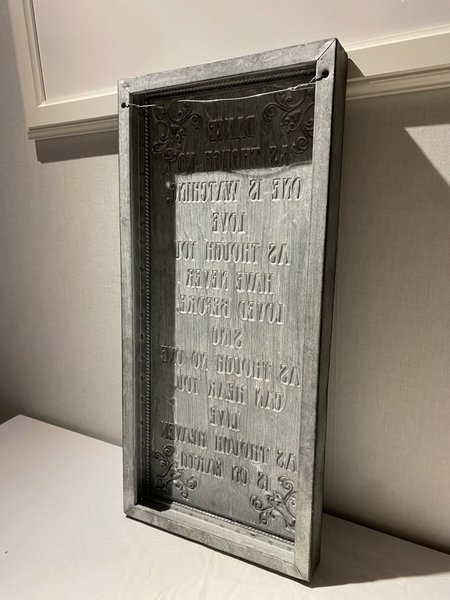 DANCE
AS THOUGH NO
ONE IS WATCHING,
LOVE
AS THOUGH YOU
HAVE NEVER
LOVED BEFORE,
SING
AS THOUGH NO ONE
CAN HEAR YOU,
LIVE
AS THOUGH HEAVEN
IS ON EARTH.